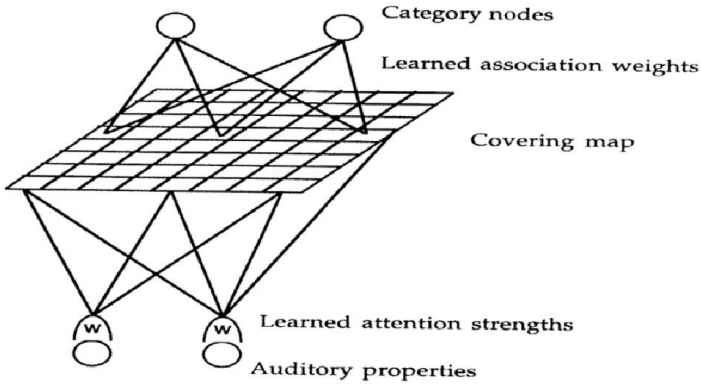 Category nodes
Learned association weights
Covering map
w w
Learned attention strengths
Auditory properties